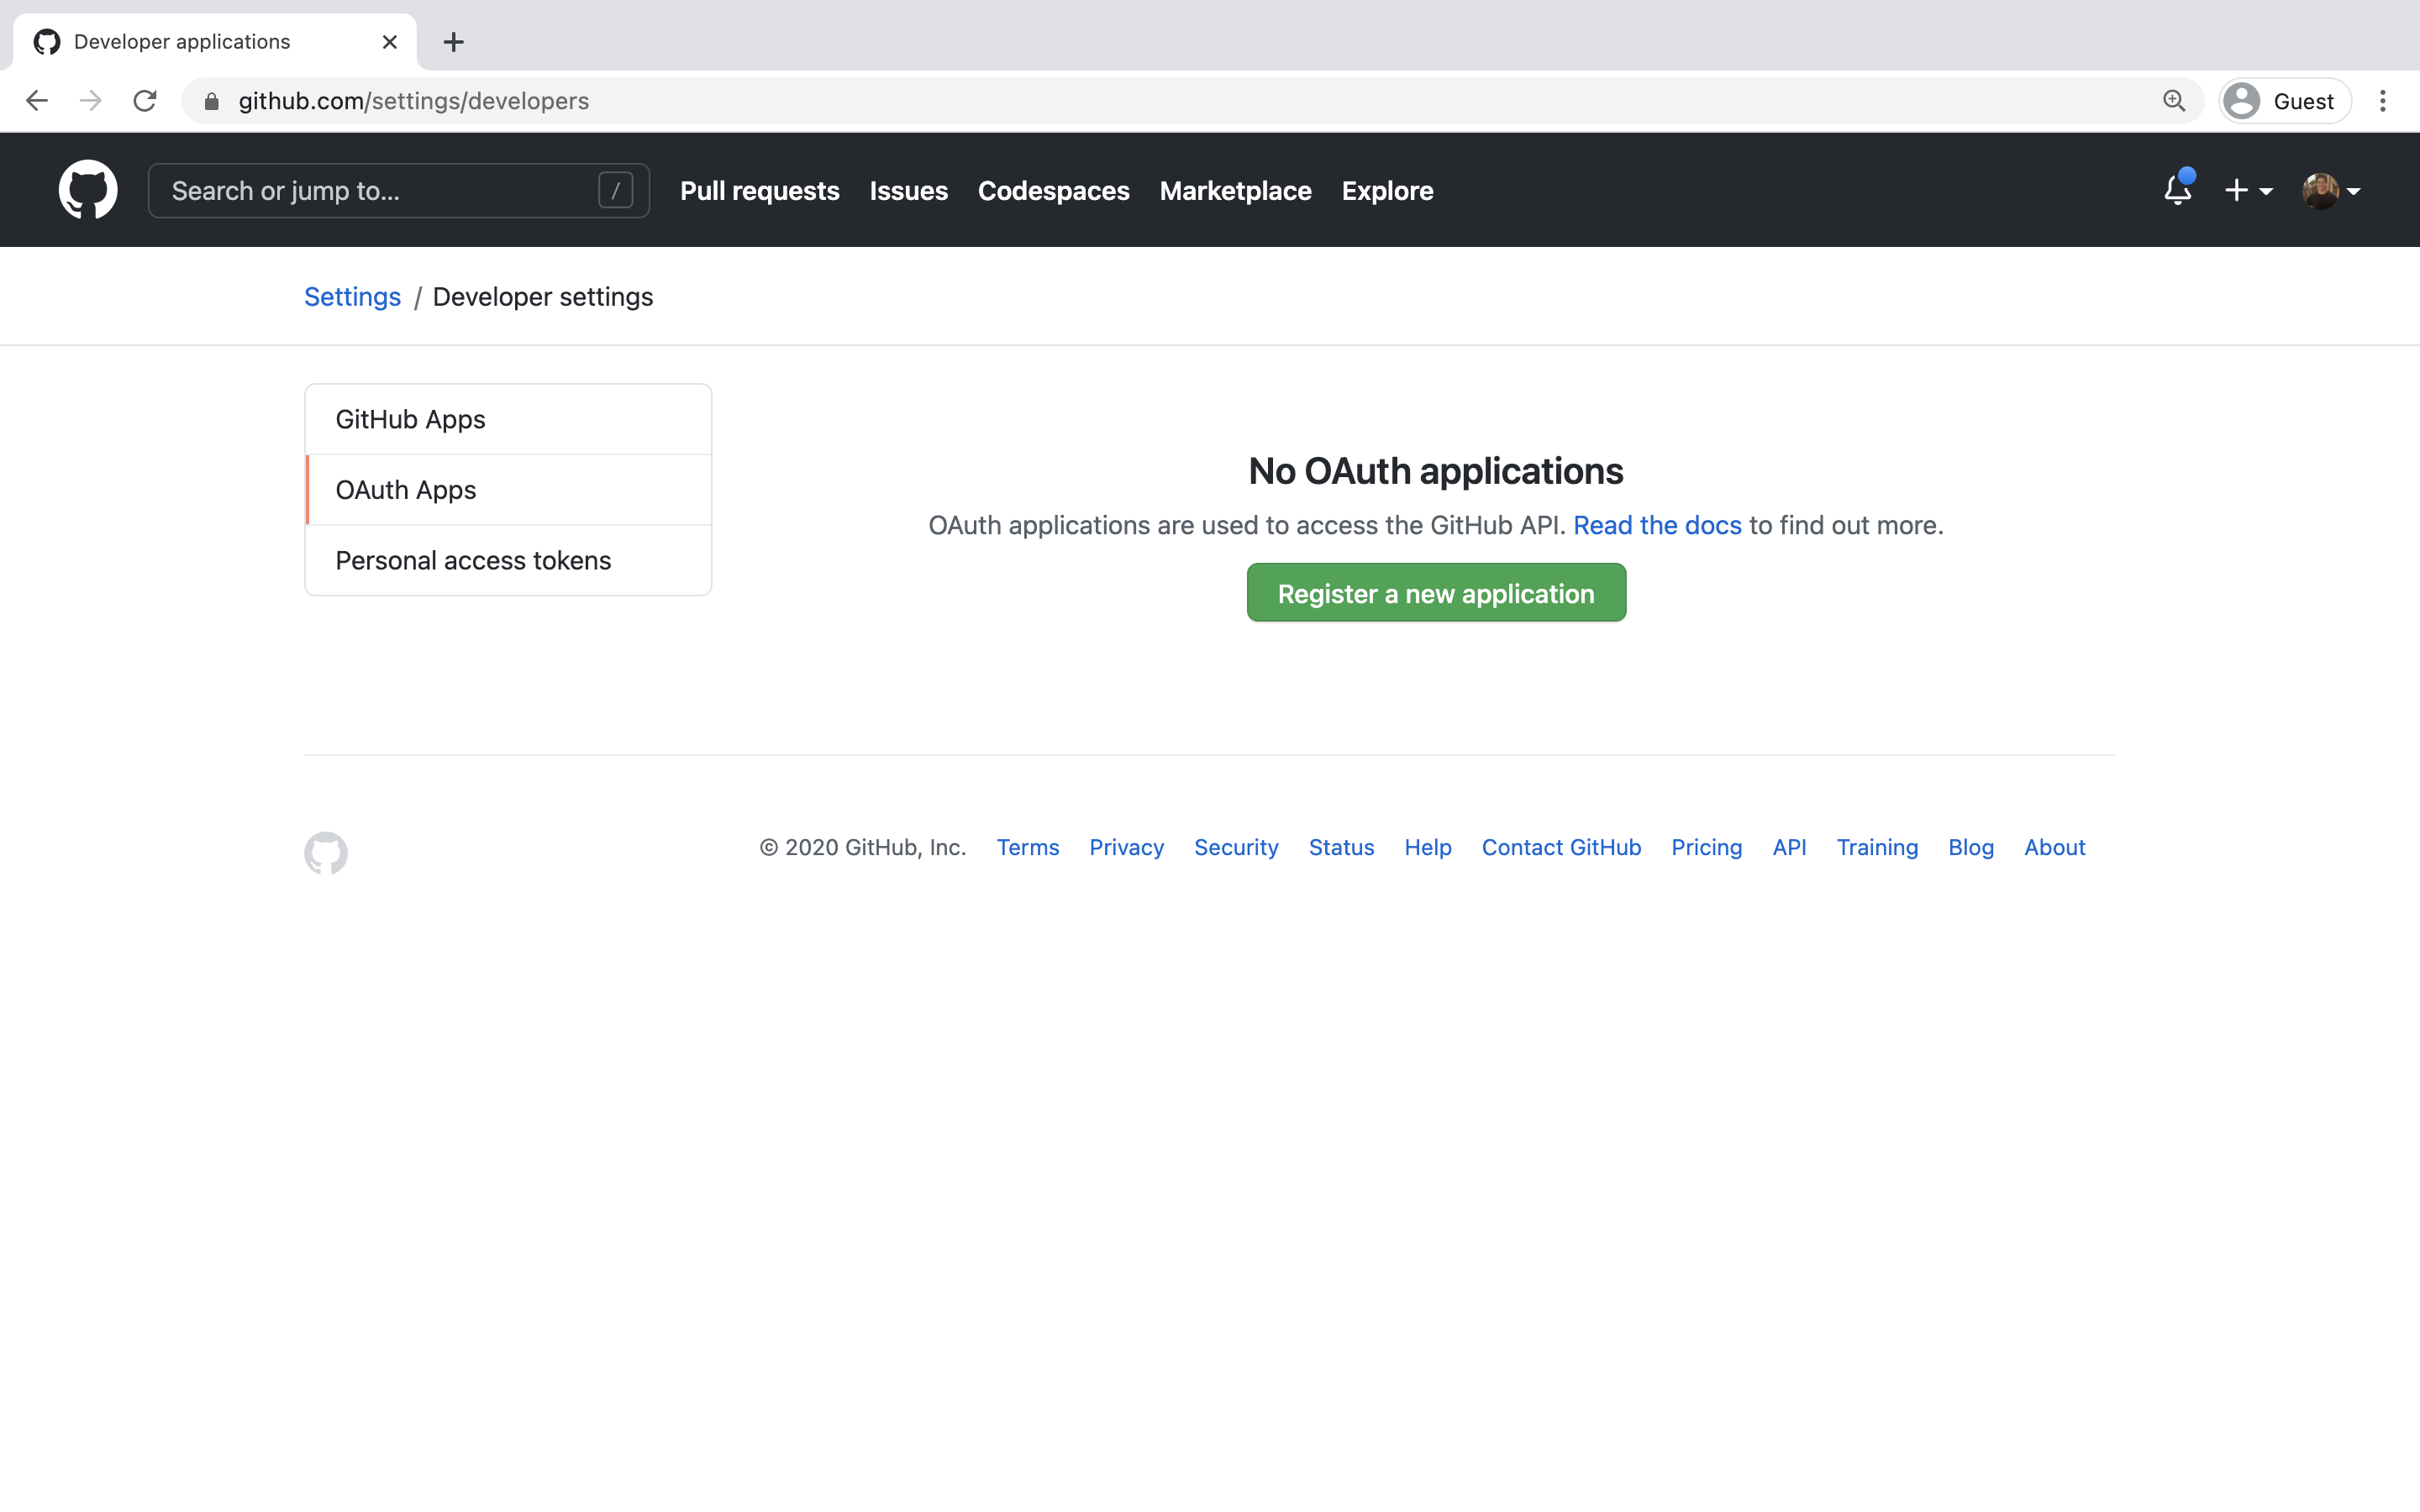 Developer applications
github.com/settings/developers
Guest
Search or jump to... / Pull requests Issues Codespaces Marketplace Explore
Settings / Developer settings
GitHub Apps
OAuth Apps
Personal access tokens
No OAuth applications
OAuth applications are used to access the GitHub API. Read the docs to find out more.
Register a new application
© 2020 GitHub, Inc. Terms Privacy Security Status Help Contact GitHub Pricing API Training Blog About